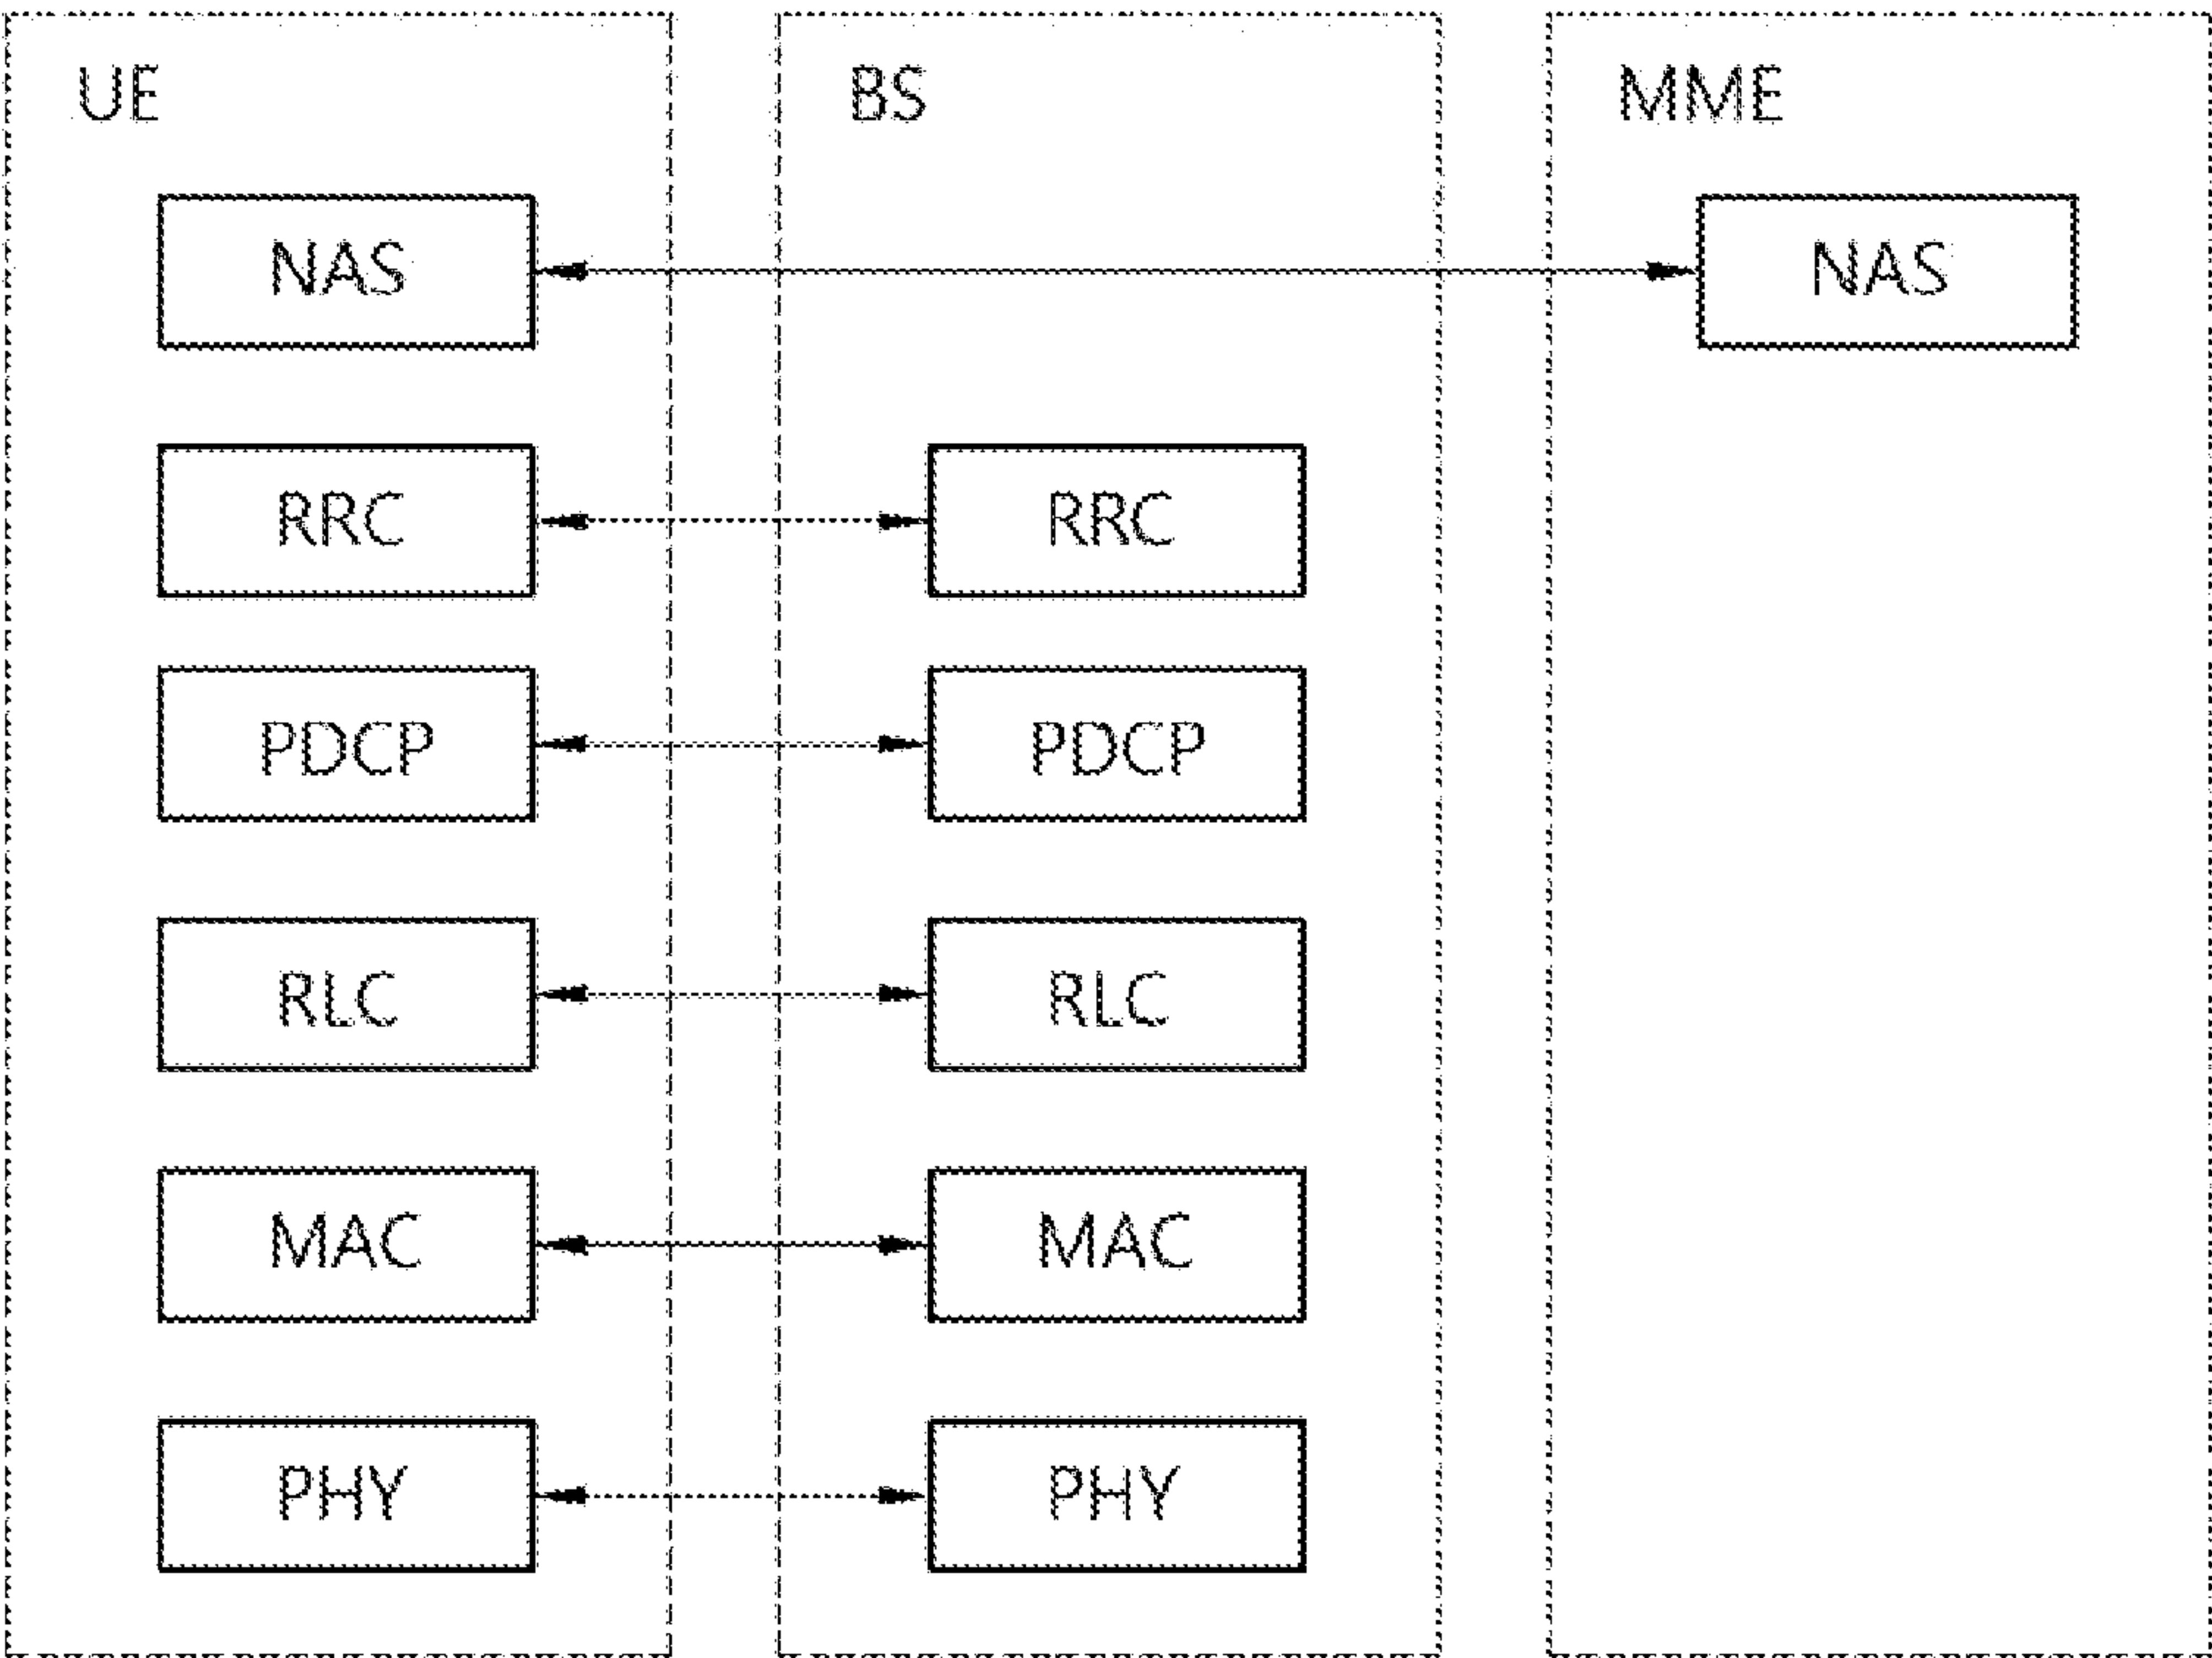 UE BS MME
NAS NAS
RRC RRC
PDCP PDCP
RLC RLC
MAC MAC
PHY PHY